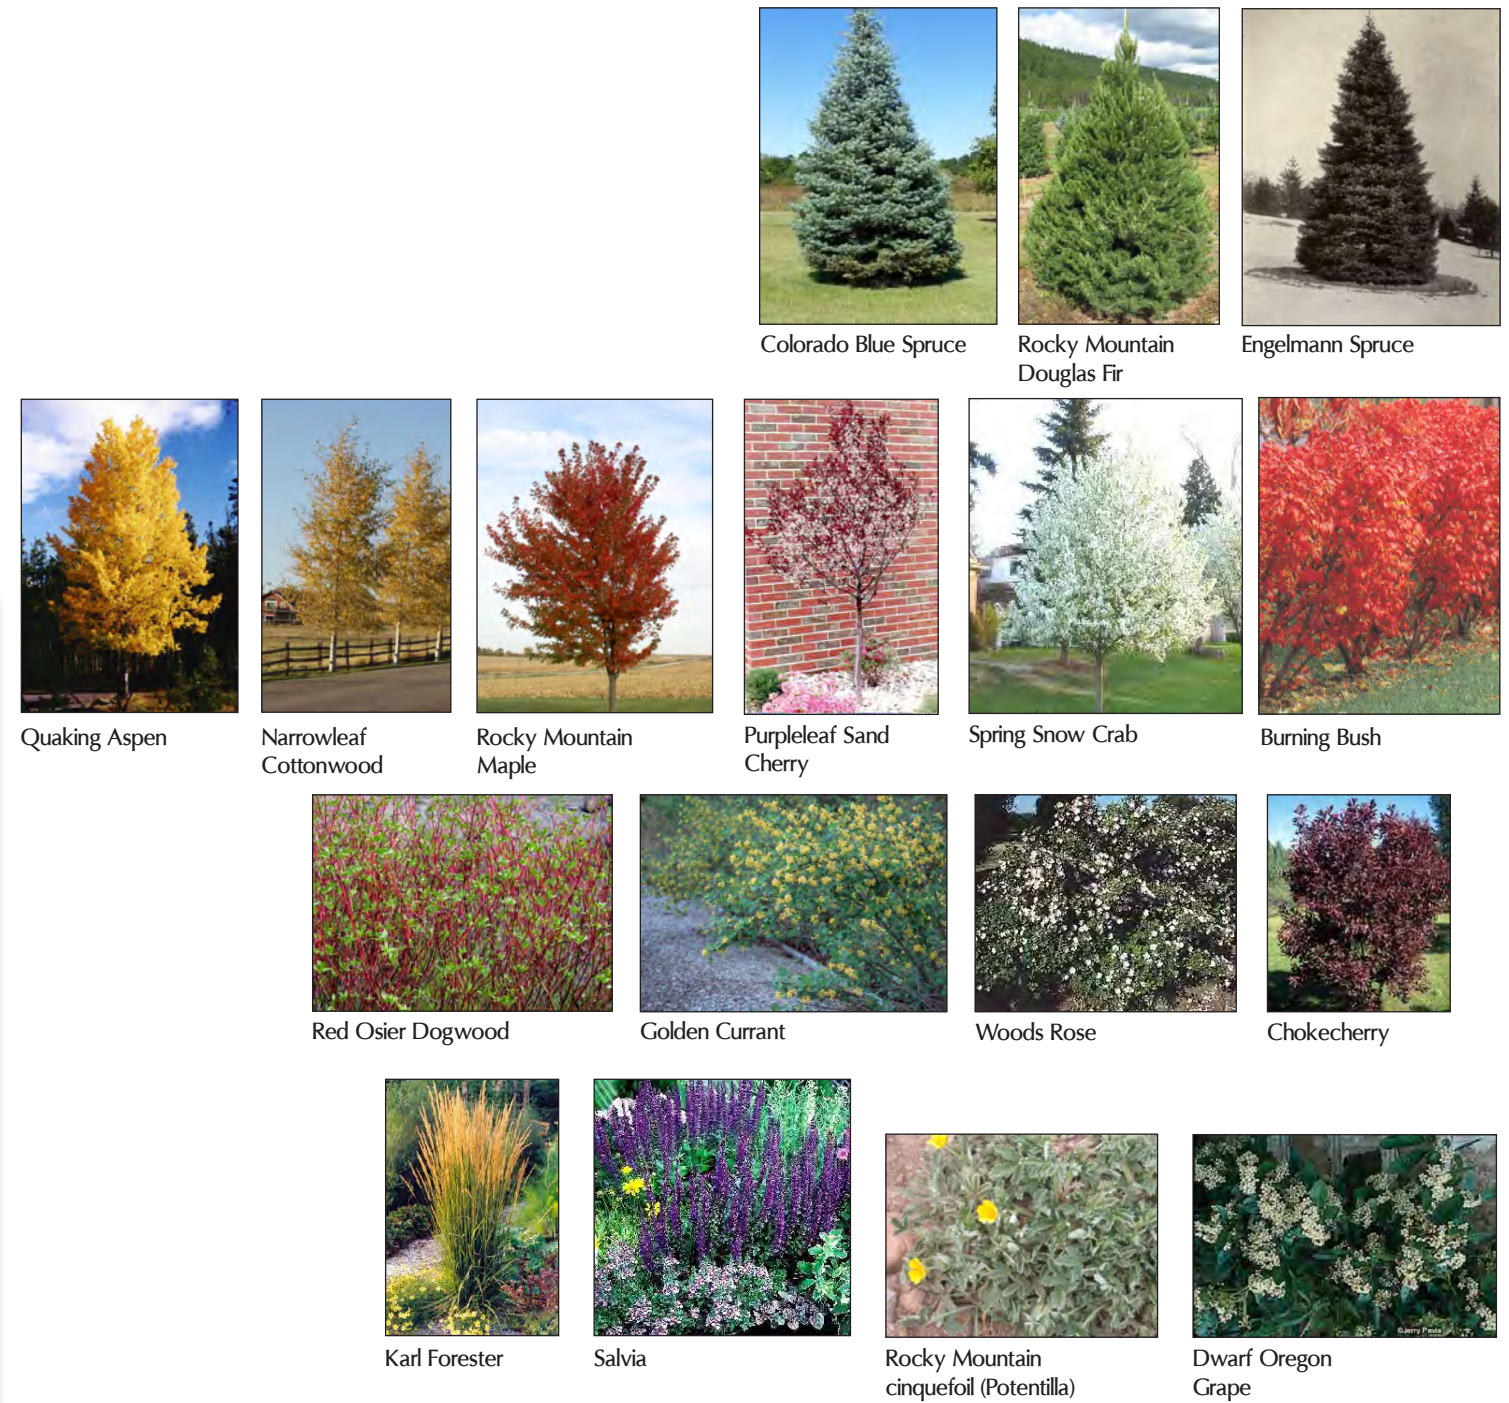 Colorado Blue Spruce
Rocky Mountain
Douglas Fir
Engelmann Spruce
Quaking Aspen
Narrowleaf
Cottonwood
Rocky Mountain
Maple
Purpleleaf Sand
Cherry
Spring Snow Crab
Burning Bush
Red Osier Dogwood
Golden Currant
Woods Rose
Chokecherry
©Jerry Pavia
Karl Forester
Salvia
Rocky Mountain
cinquefoil (Potentilla)
Dwarf Oregon
Grape